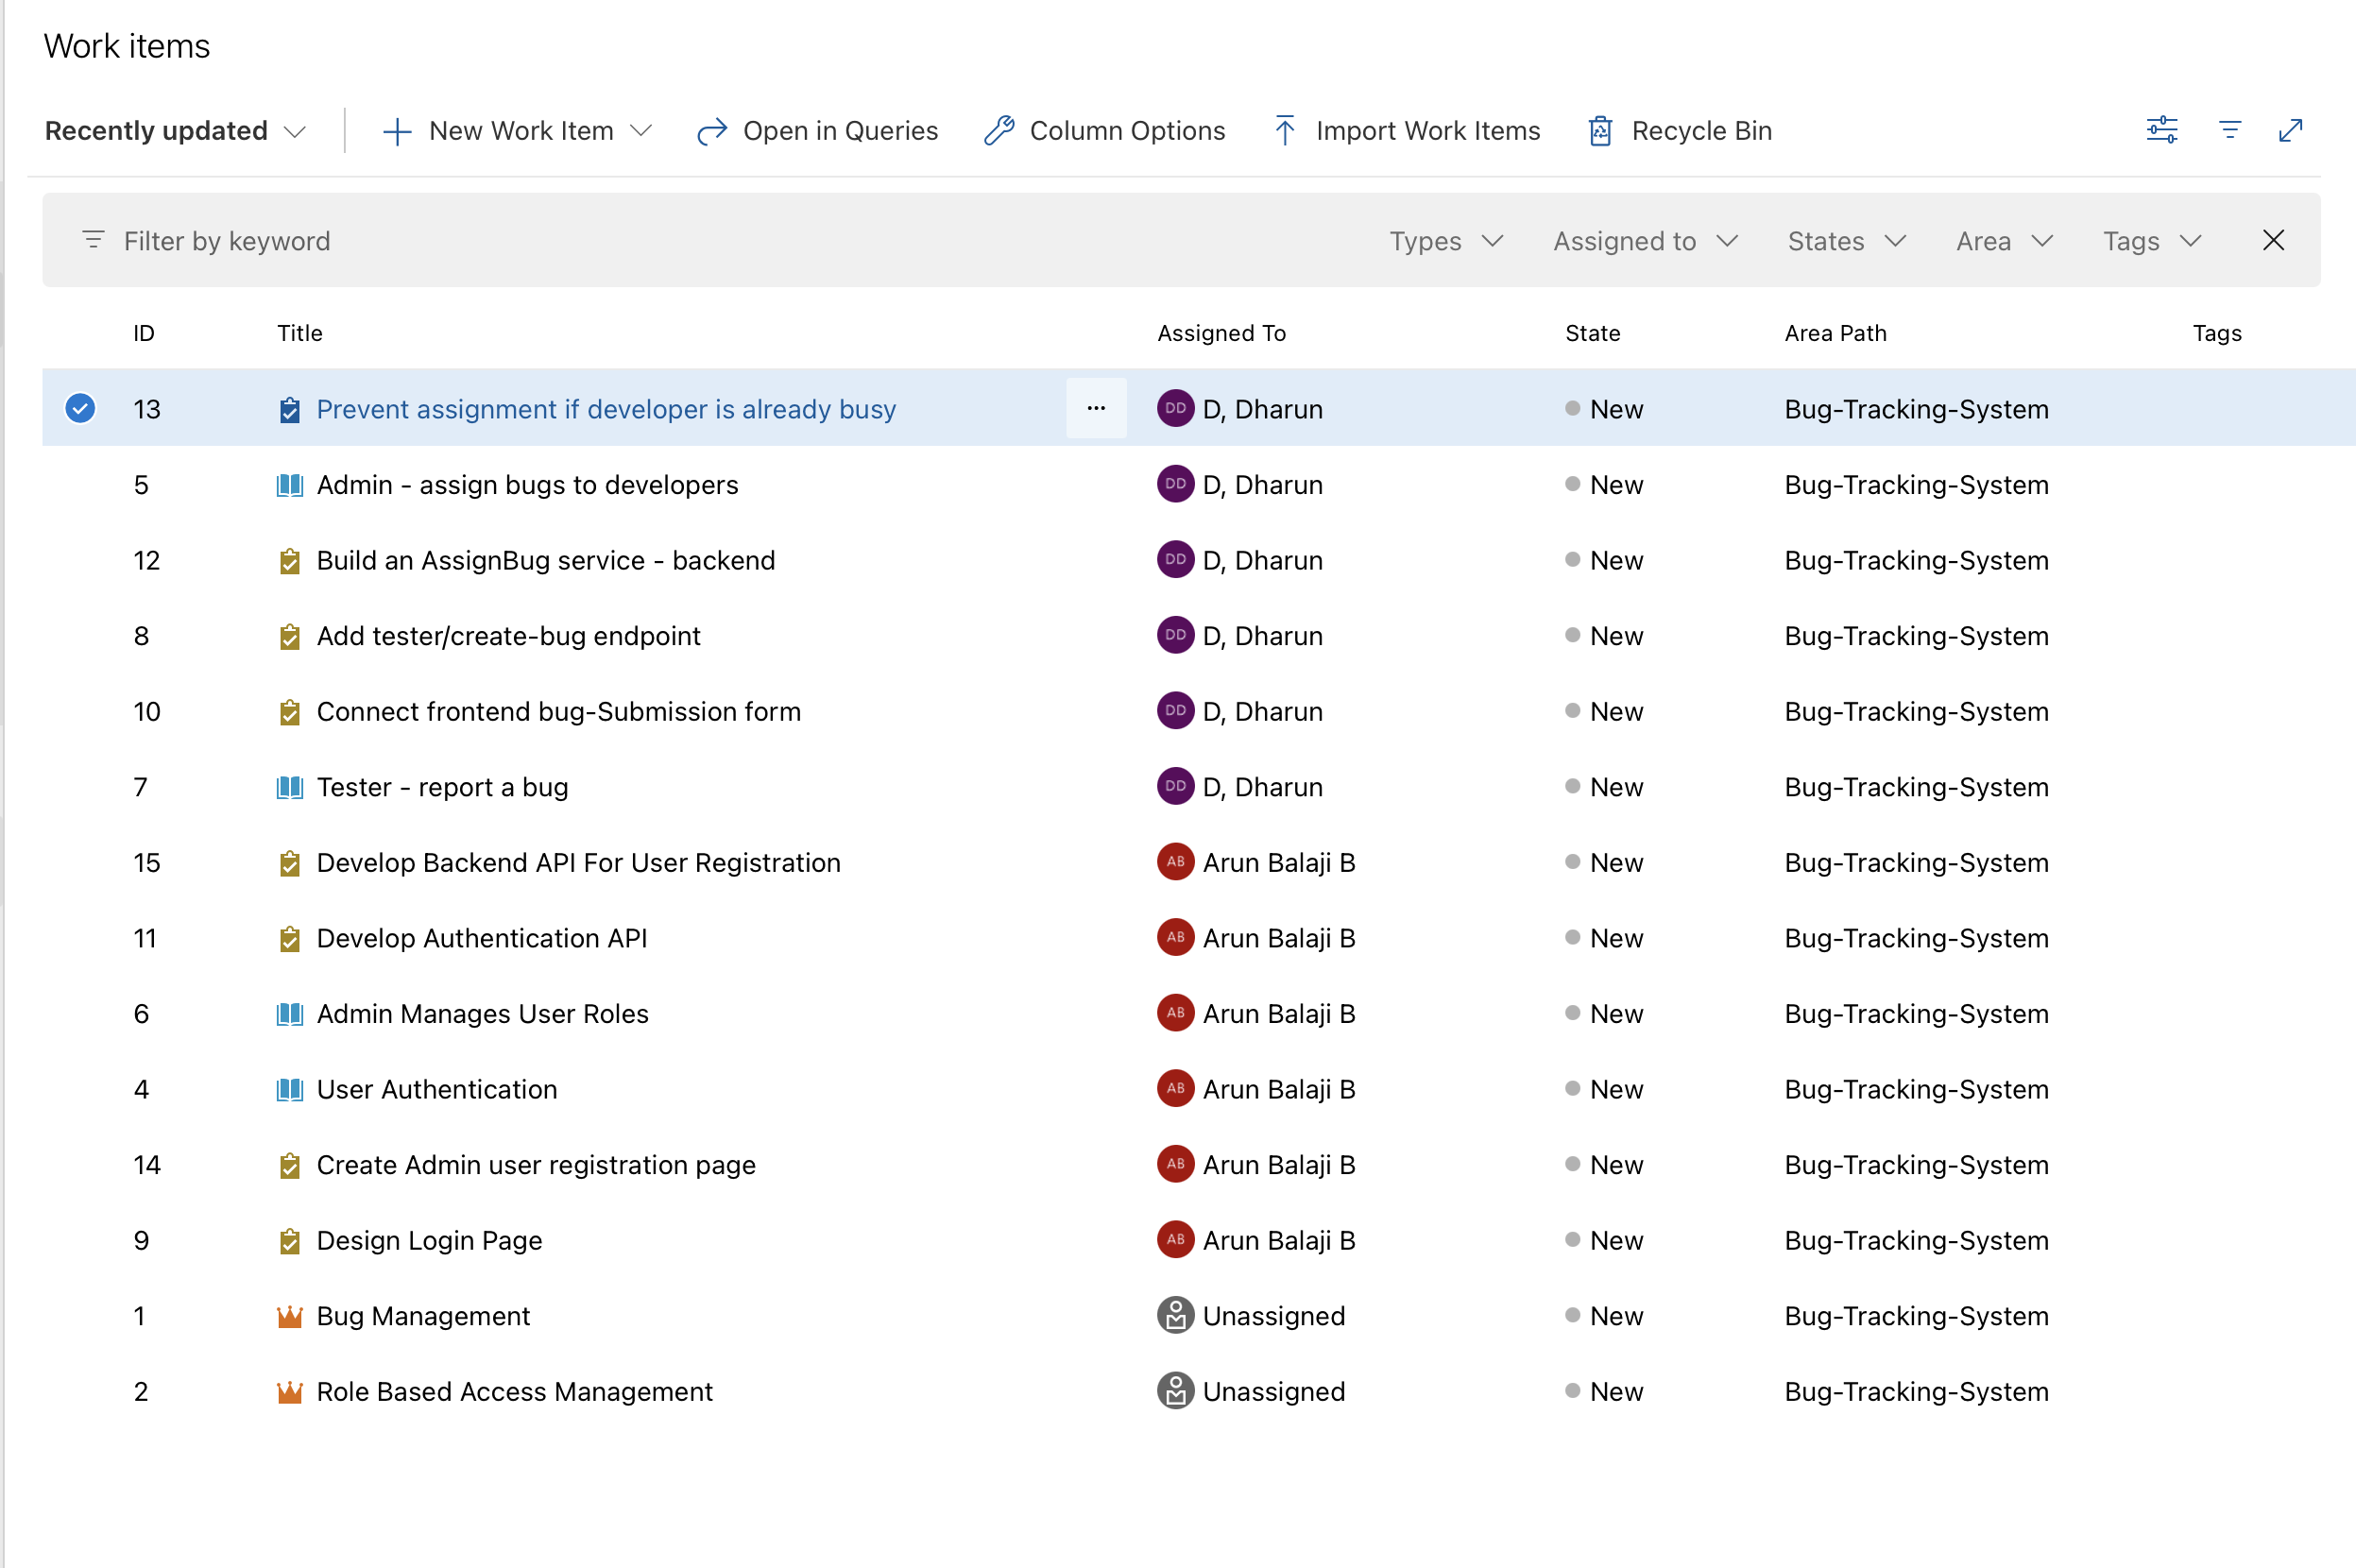 Work items
Recently updated New Work Item Open in Queries Column Options Import Work Items Recycle Bin
Filter by keyword Types Assigned to States Area Tags
ID Title Assigned To State Area Path Tags
13 Prevent assignment if developer is already busy ... DD D, Dharun New Bug-Tracking-System
5 Admin - assign bugs to developers DD D, Dharun New Bug-Tracking-System
12 Build an AssignBug service - backend DD D, Dharun New Bug-Tracking-System
8 Add tester/create-bug endpoint DD D, Dharun New Bug-Tracking-System
10 Connect frontend bug-Submission form DD D, Dharun New Bug-Tracking-System
7 Tester - report a bug DD D, Dharun New Bug-Tracking-System
15 Develop Backend API For User Registration AB Arun Balaji B New Bug-Tracking-System
11 Develop Authentication API AB Arun Balaji B New Bug-Tracking-System
6 Admin Manages User Roles AB Arun Balaji B New Bug-Tracking-System
4 User Authentication AB Arun Balaji B New Bug-Tracking-System
14 Create Admin user registration page AB Arun Balaji B New Bug-Tracking-System
9 Design Login Page AB Arun Balaji B New Bug-Tracking-System
1 Bug Management Unassigned New Bug-Tracking-System
2 Role Based Access Management Unassigned New Bug-Tracking-System